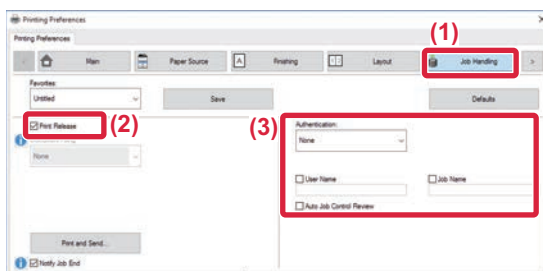 Printing Preferences
Printing Preferences
(1)
Main
Paper Source
A
Finishing
Layout
Job Handling
Favorites:
Untitled
Save
Defaults
Print Release
(2)
(3)
Authentication:
None
None
User Name
Job Name
Auto Job Control Review
Print and Send...
Notify Job End